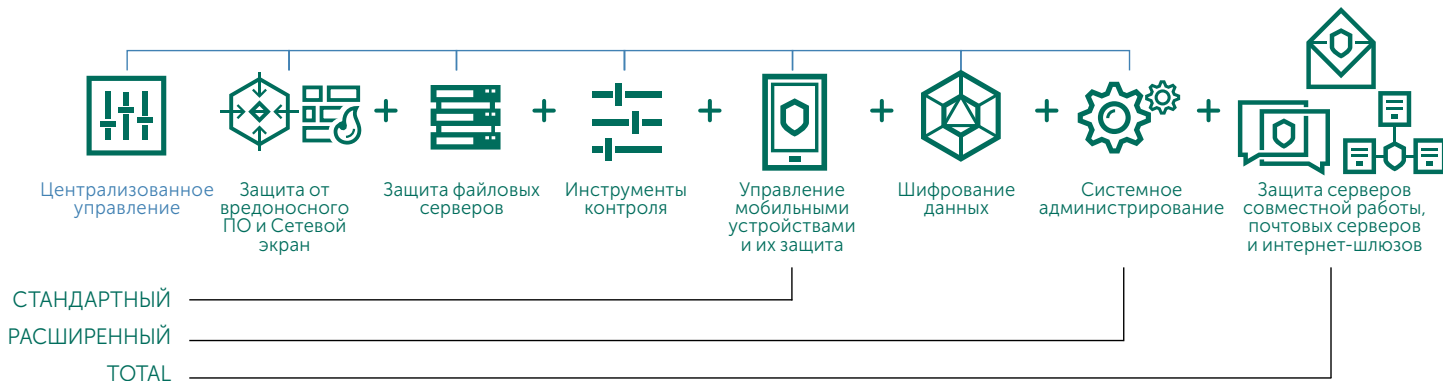 Централизованное
управление
Защита от
вредоносного
ПО и Сетевой
экран
Защита файловых
серверов
Инструменты
контроля
Управление
мобильными
устройствами
и их защита
Шифрование
данных
Системное
администрирование
Защита серверов
совместной работы,
почтовых серверов
и интернет-шлюзов
СТАНДАРТНЫЙ
РАСШИРЕННЫЙ
TOTAL